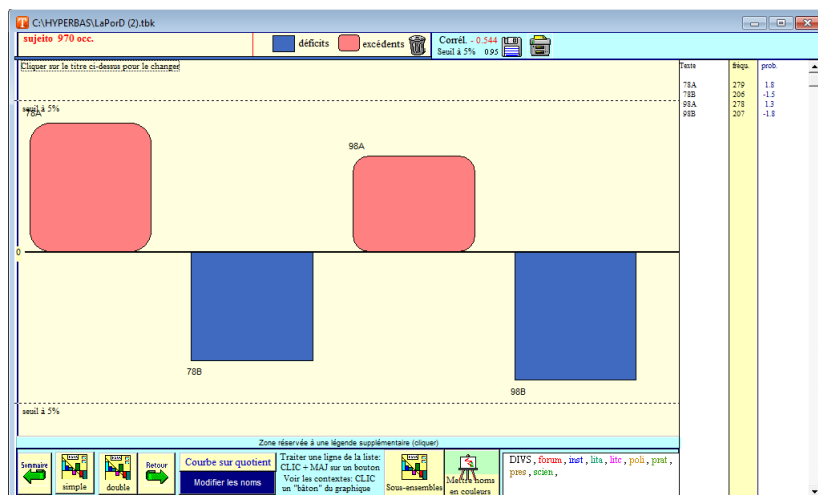 C:\HYPERBAS\LaPorD (2).tbk
sujeito 970 occ.
déficits
excédents
Corrél. - 0.544
Seuil à 5% 0.95
Cliquer sur le titre ci-dessus pour le changer
seuil à 5%
78A
98A
0
78B
98B
seuil à 5%
Texte fréqu. prob.
78A 279 1.8
78B 206 -1.5
98A 278 1.3
98B 207 -1.8
Zone réservée à une légende supplémentaire (cliquer)
Sommaire
simple
double
Retour
Courbe sur quotient
Modifier les noms
Traiter une ligne de la liste:
CLIC + MAJ sur un bouton
Voir les contextes: CLIC
un "bâton" du graphique
Sous-ensembles
Mettre noms
en couleurs
DIVS , forum , inst , lita , litc , poli , prat ,
pres , scien ,